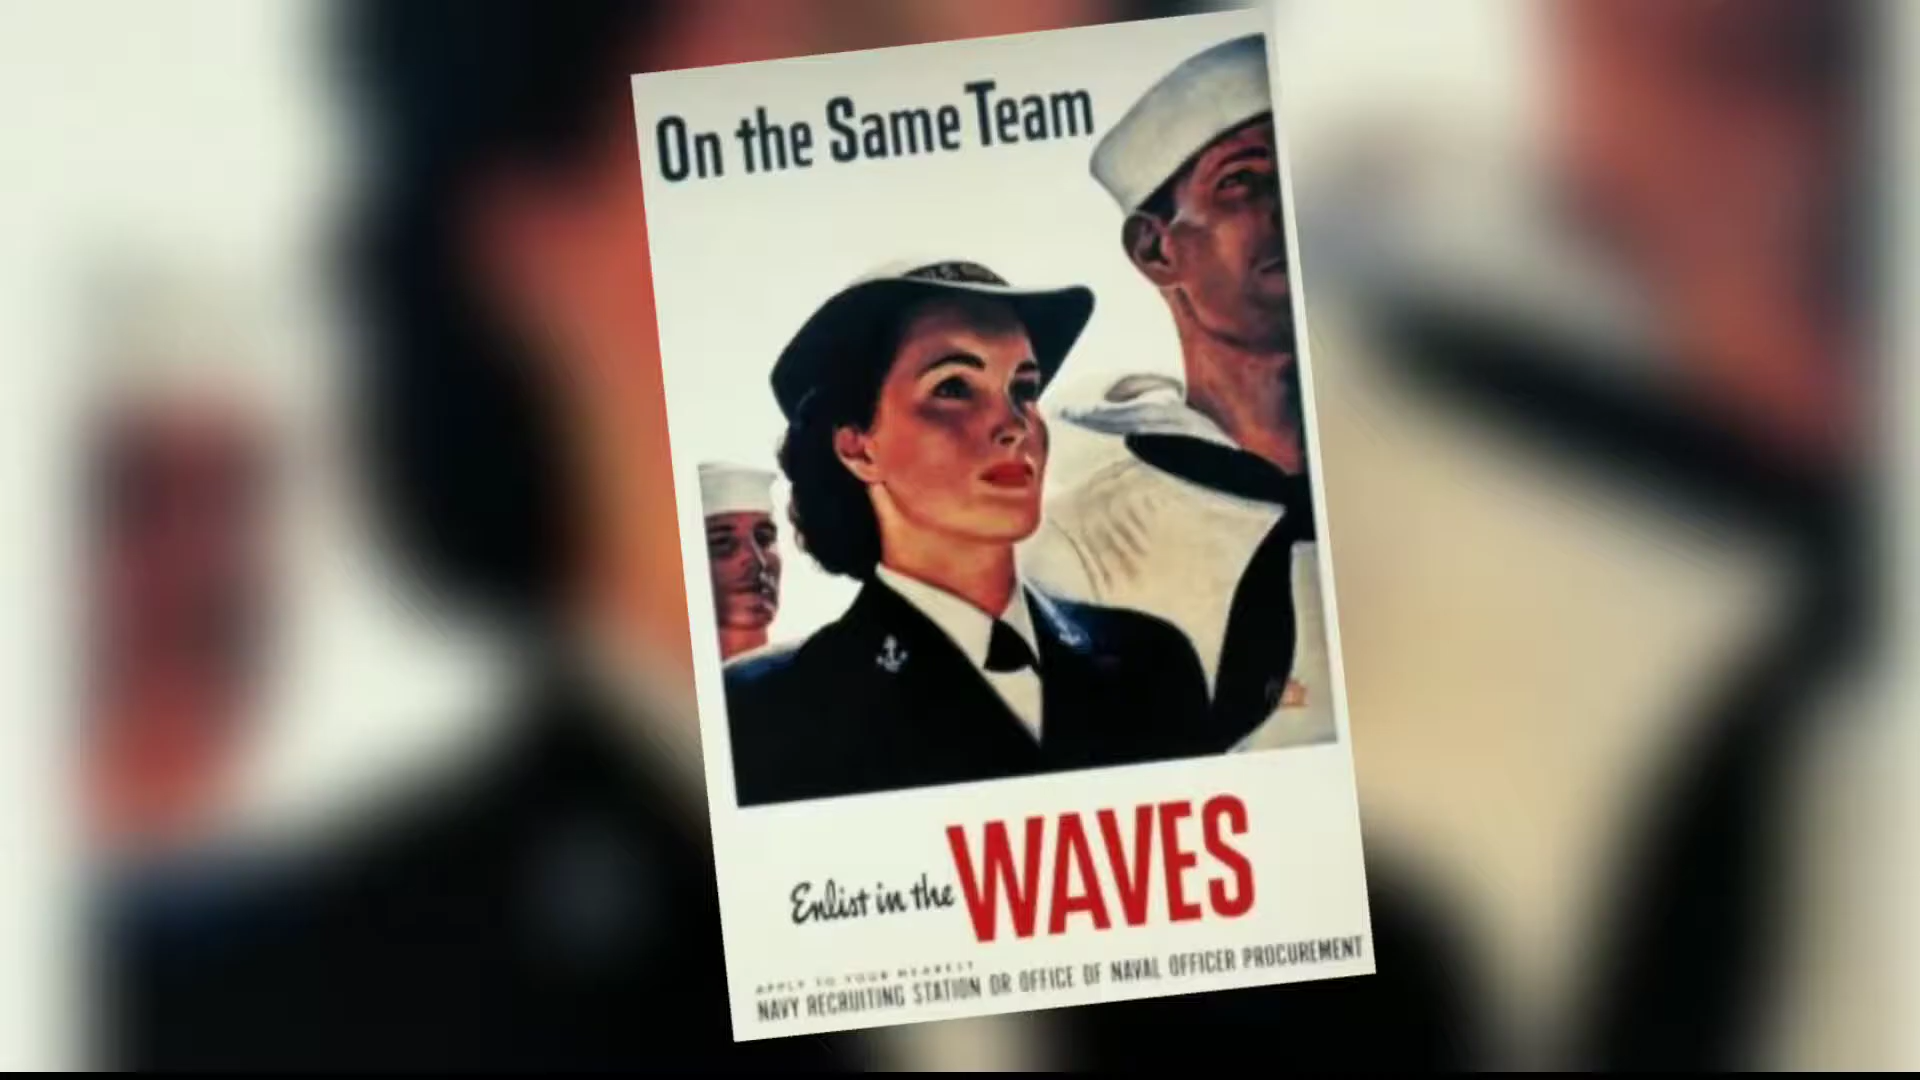 On the Same Team
Enlist in the WAVES
APPLY TO YOUR NEAREST
NAVY RECRUITING STATION OR OFFICE OF NAVAL OFFICER PROCUREMENT